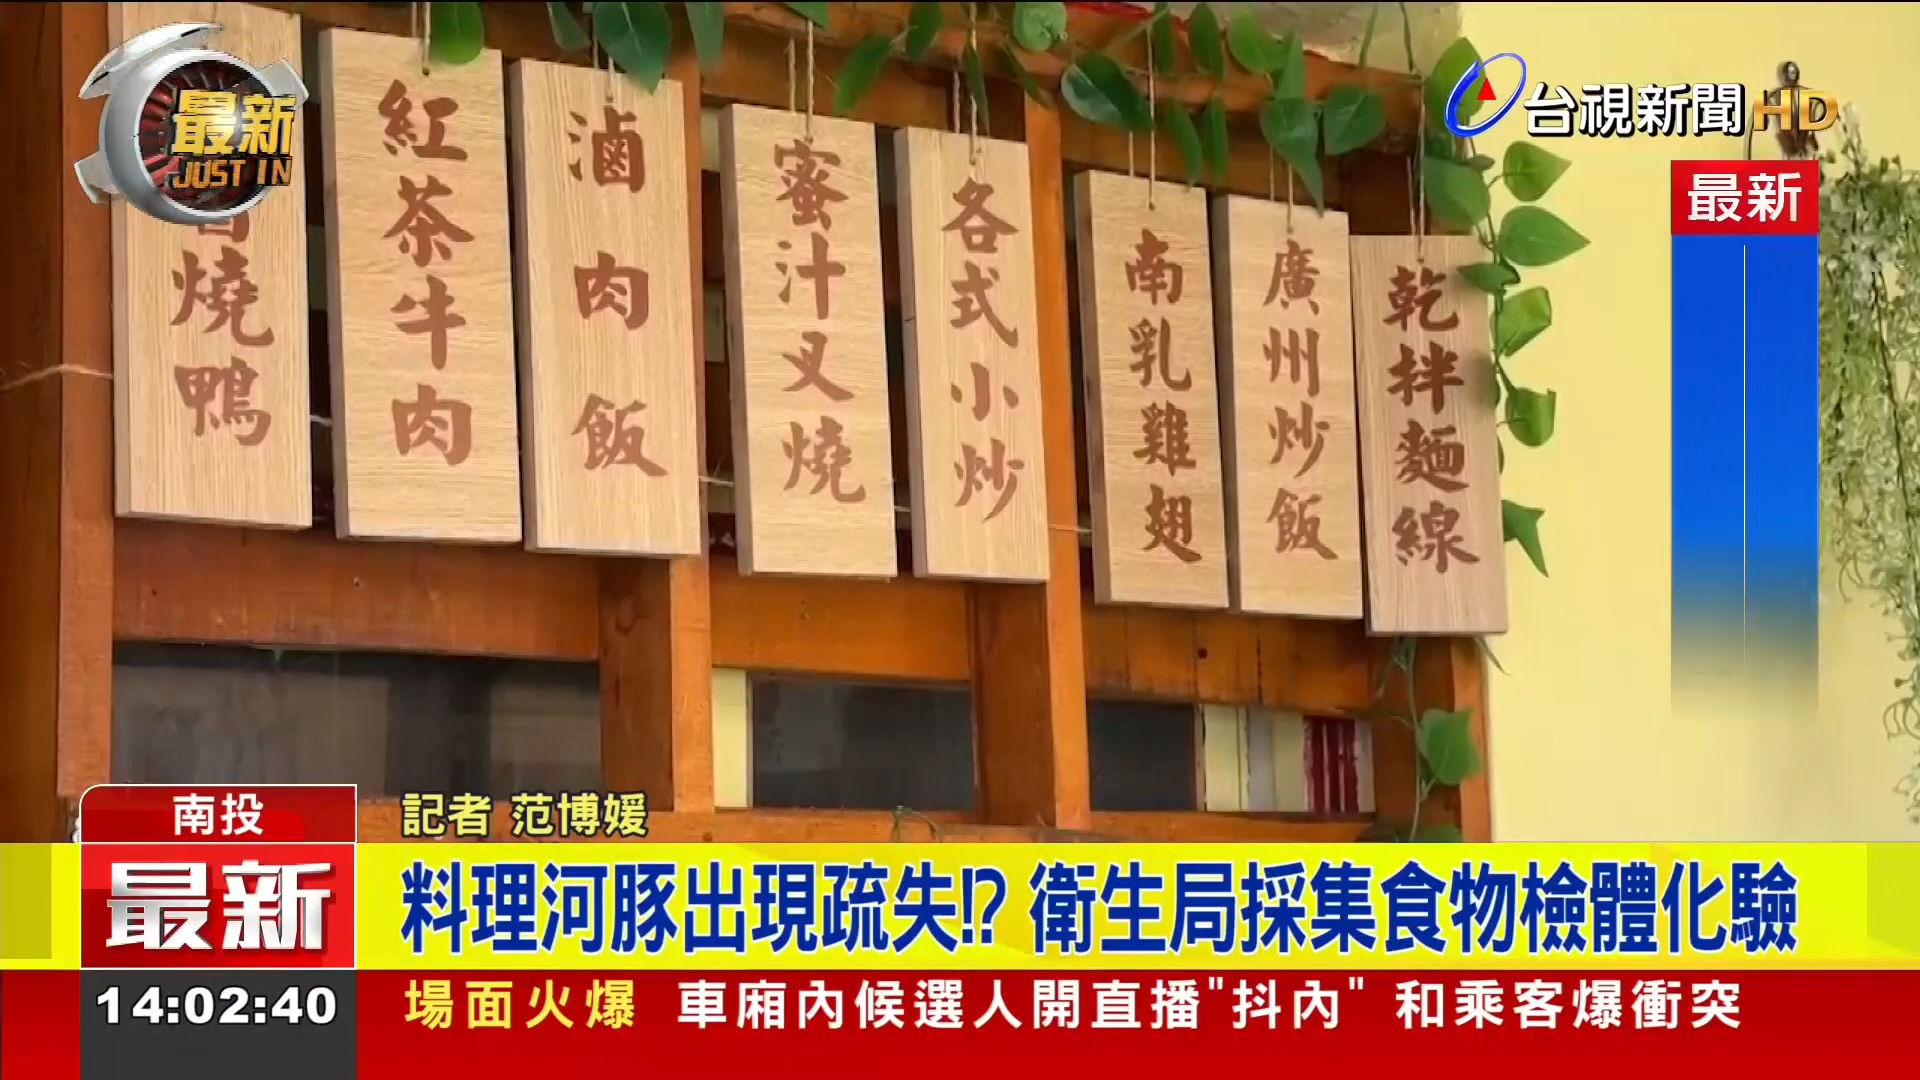 最新
JUST IN
台視新聞HD
最新
燒鴨
紅茶牛肉
滷肉飯
蜜汁叉燒
各式小炒
南乳雞翅
廣州炒飯
乾拌麵線
南投
記者 范博媛
最新
料理河豚出現疏失!? 衛生局採集食物檢體化驗
14:02:40
場面火爆 車廂內候選人開直播"抖內" 和乘客爆衝突